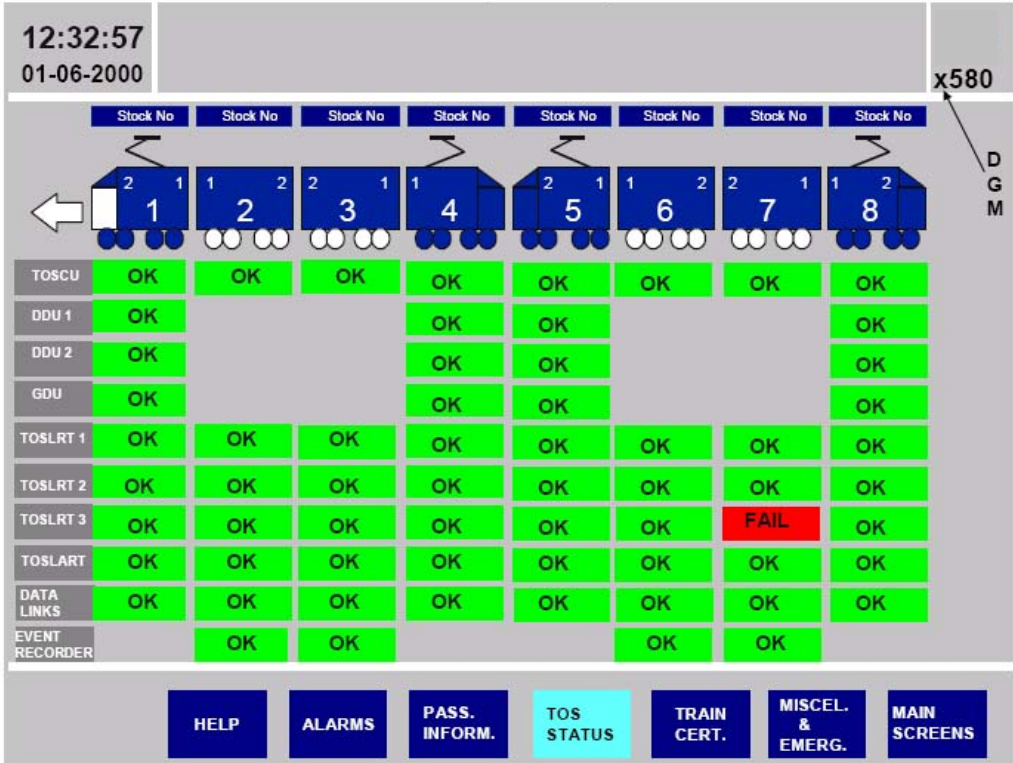 12:32:57
01-06-2000
x580
Stock No Stock No Stock No Stock No Stock No Stock No Stock No Stock No
D
G
M
2 1 1 2 2 1 1 2 1 1 2 2 1 1 2
1 2 3 4 5 6 7 8
TOSCU OK OK OK OK OK OK OK OK
DDU 1 OK OK OK OK
DDU 2 OK OK OK OK
GDU OK OK OK OK
TOSLRT 1 OK OK OK OK OK OK OK OK
TOSLRT 2 OK OK OK OK OK OK OK OK
TOSLRT 3 OK OK OK OK OK OK FAIL OK
TOSLART OK OK OK OK OK OK OK OK
DATA
LINKS OK OK OK OK OK OK OK OK
EVENT
RECORDER OK OK OK OK
HELP
ALARMS
PASS.
INFORM.
TOS
STATUS
TRAIN
CERT.
MISCEL.
&
EMERG.
MAIN
SCREENS